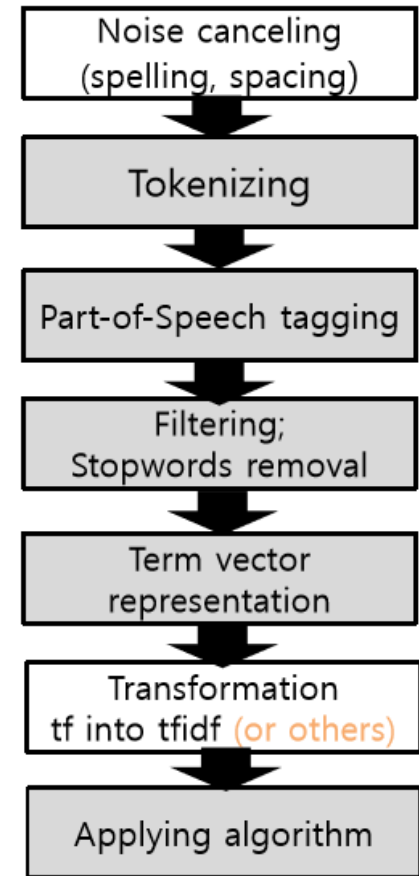 Noise canceling
(spelling, spacing)
Tokenizing
Part-of-Speech tagging
Filtering;
Stopwords removal
Term vector
representation
Transformation
tf into tfidf (or others)
Applying algorithm